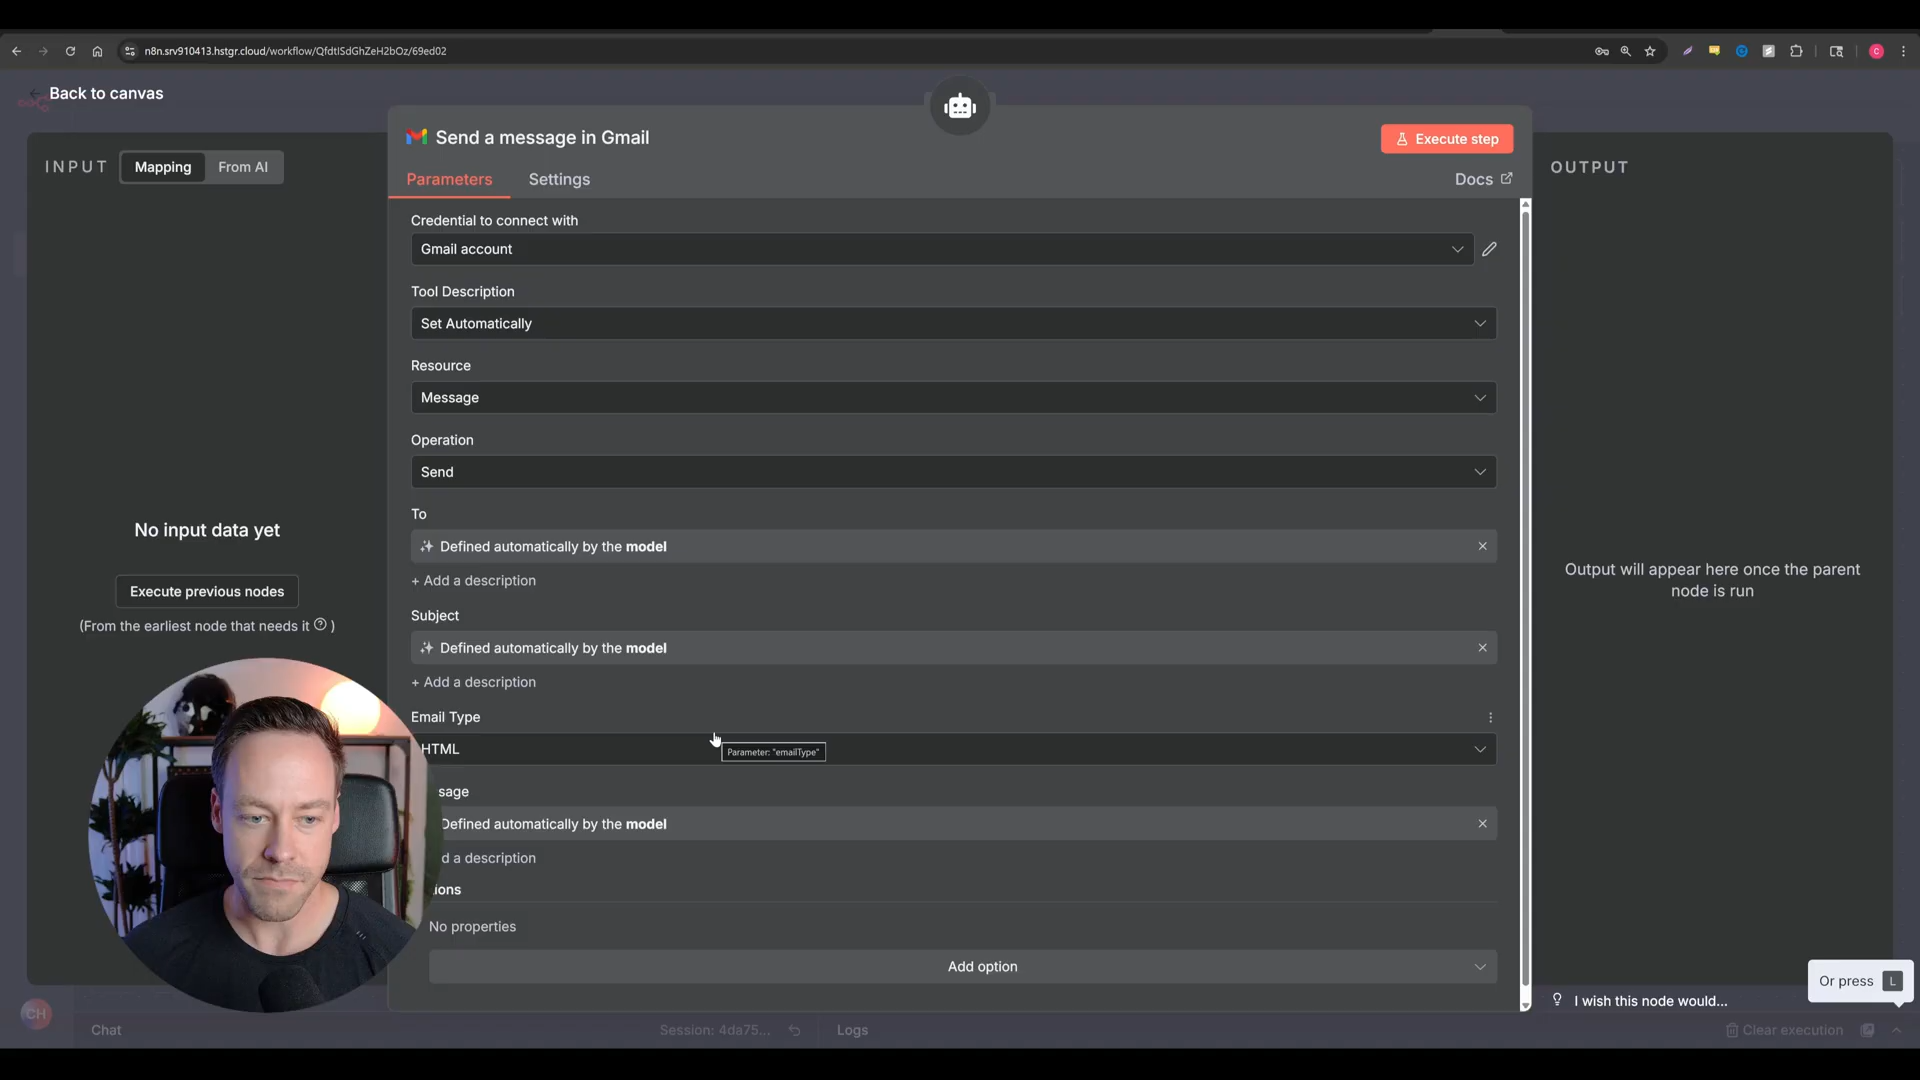 n8n.srv910413.hstgr.cloud/workflow/QfdtISdGhZeH2bOz/69ed02
C
Back to canvas
INPUT
Mapping
From AI
Send a message in Gmail
Execute step
Parameters
Settings
Docs
OUTPUT
Credential to connect with
Gmail account
Tool Description
Set Automatically
Resource
Message
Operation
Send
To
Defined automatically by the model
+ Add a description
Subject
Defined automatically by the model
+ Add a description
Email Type
HTML
Parameter: "emailType"
sage
Defined automatically by the model
d a description
ions
No properties
Add option
No input data yet
Execute previous nodes
(From the earliest node that needs it ? )
Output will appear here once the parent
node is run
Or press L
I wish this node would...
CH
Chat
Session: 4da75...
Logs
Clear execution